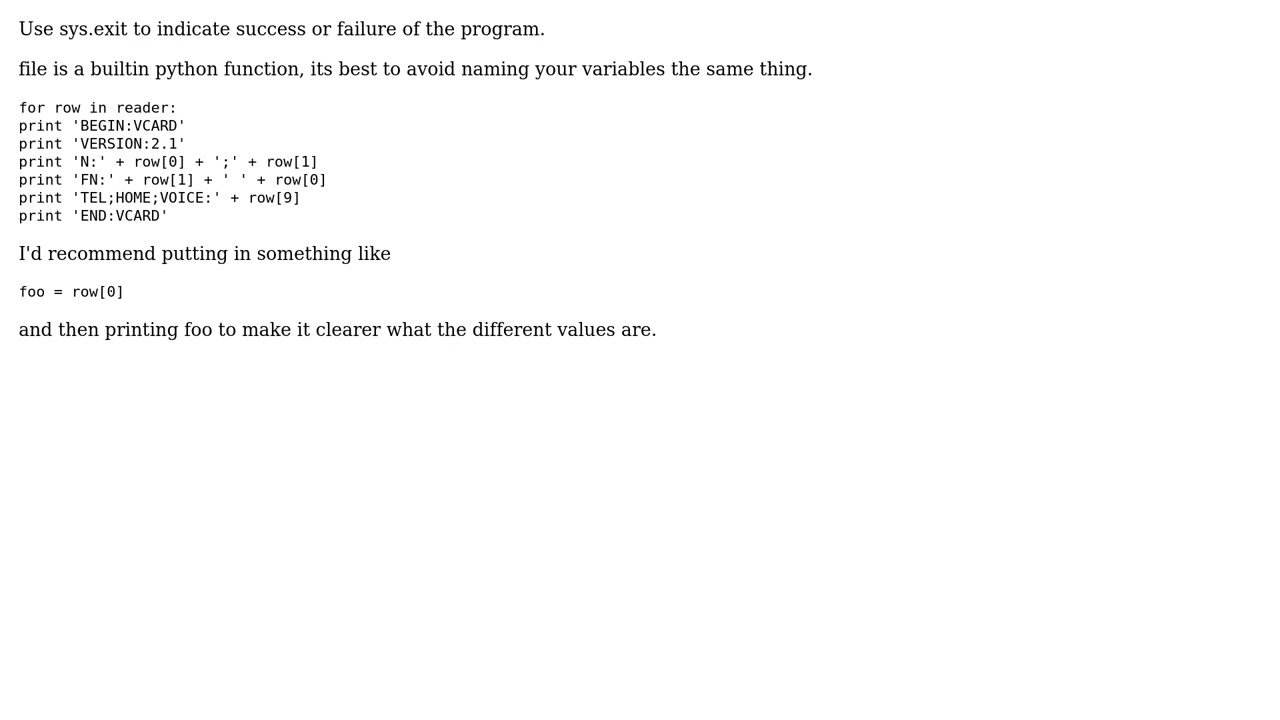 Use sys.exit to indicate success or failure of the program.
file is a builtin python function, its best to avoid naming your variables the same thing.
for row in reader:
print 'BEGIN:VCARD'
print 'VERSION:2.1'
print 'N:' + row[0] + ';' + row[1]
print 'FN:' + row[1] + ' ' + row[0]
print 'TEL;HOME;VOICE:' + row[9]
print 'END:VCARD'
I'd recommend putting in something like
foo = row[0]
and then printing foo to make it clearer what the different values are.